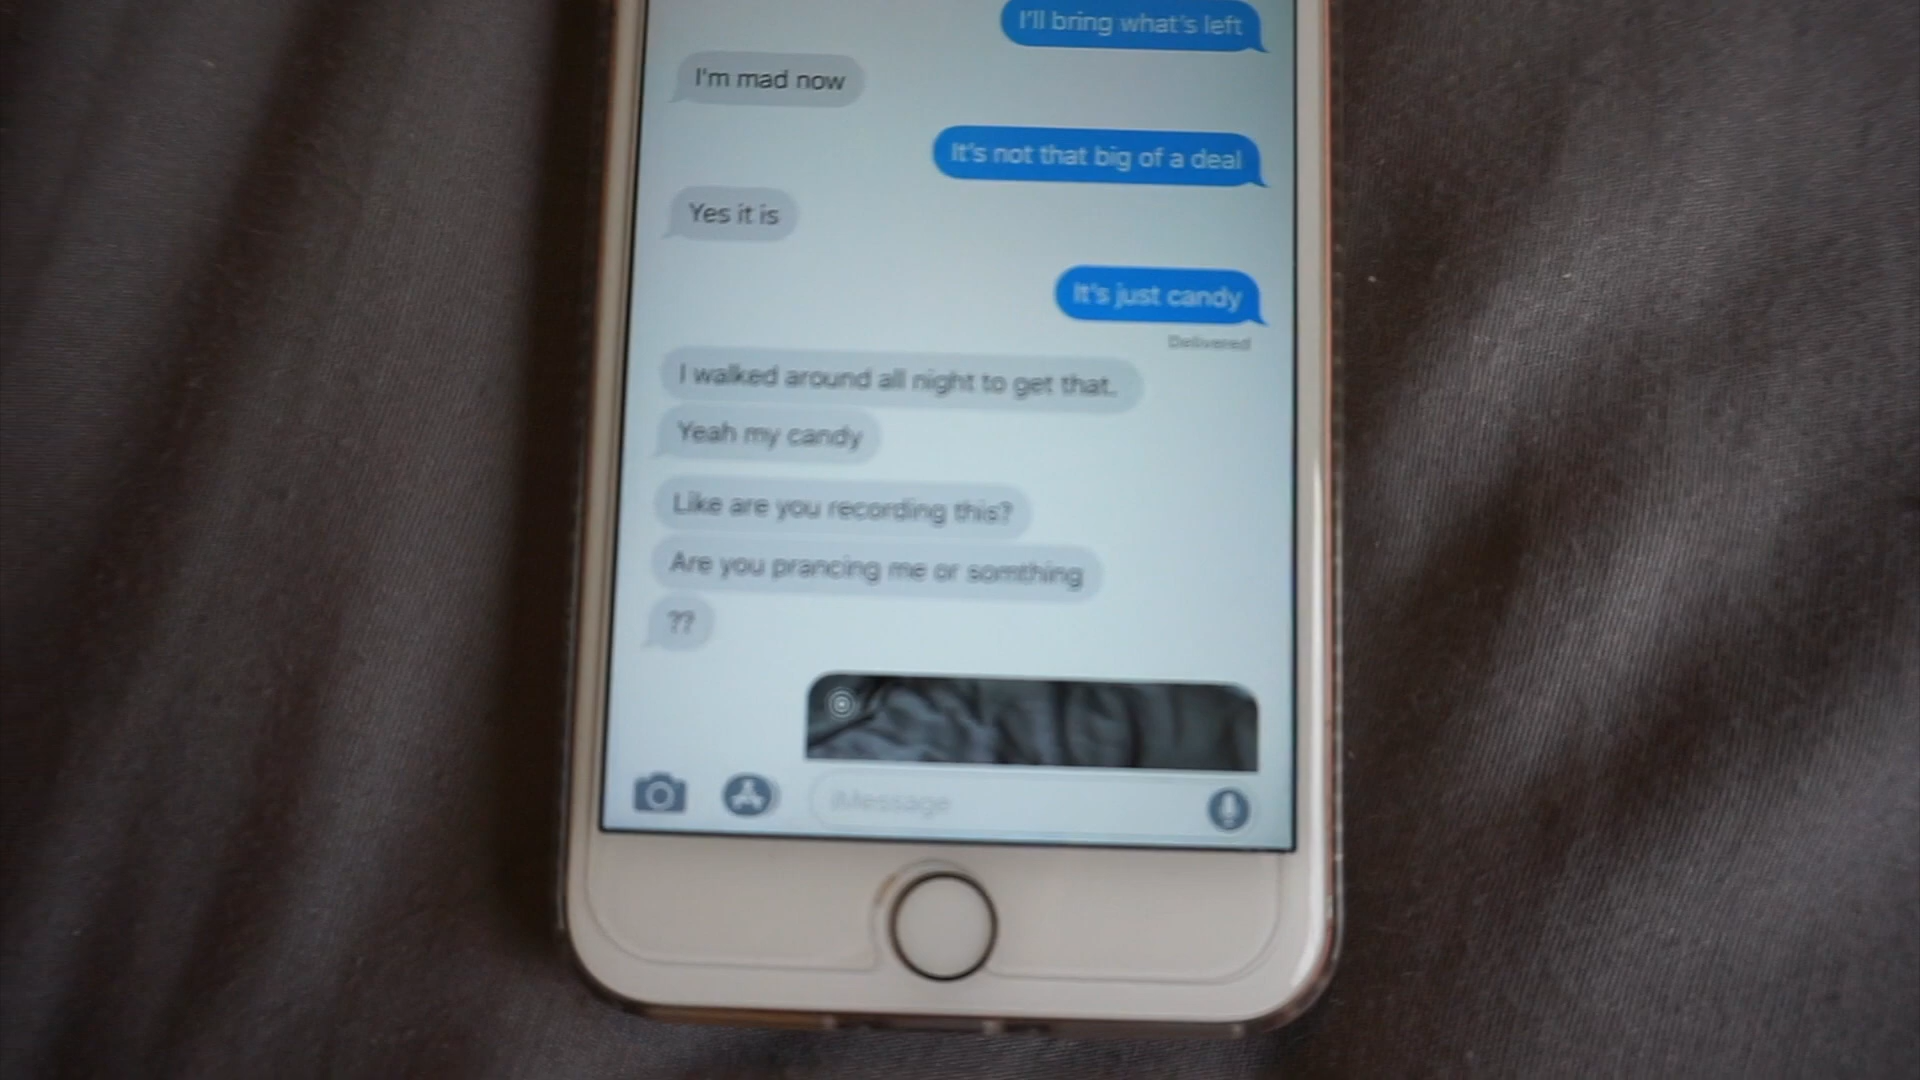 I'll bring what's left
I'm mad now
It's not that big of a deal
Yes it is
It's just candy
Delivered
I walked around all night to get that.
Yeah my candy
Like are you recording this?
Are you prancing me or somthing
??
iMessage